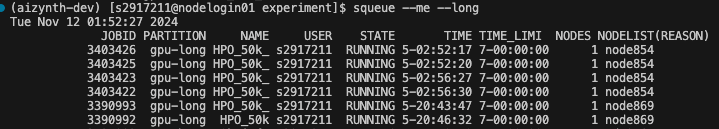 (aizynth-dev) [s2917211@nodelogin01 experiment]$ squeue --me --long
Tue Nov 12 01:52:27 2024
JOBID PARTITION NAME USER STATE TIME TIME_LIMI NODES NODELIST(REASON)
3403426 gpu-long HPO_50k_ s2917211 RUNNING 5-02:52:17 7-00:00:00 1 node854
3403425 gpu-long HPO_50k_ s2917211 RUNNING 5-02:52:20 7-00:00:00 1 node854
3403423 gpu-long HPO_50k_ s2917211 RUNNING 5-02:56:27 7-00:00:00 1 node854
3403422 gpu-long HPO_50k_ s2917211 RUNNING 5-02:56:30 7-00:00:00 1 node854
3390993 gpu-long HPO_50k_ s2917211 RUNNING 5-20:43:47 7-00:00:00 1 node869
3390992 gpu-long HPO_50k s2917211 RUNNING 5-20:46:32 7-00:00:00 1 node869